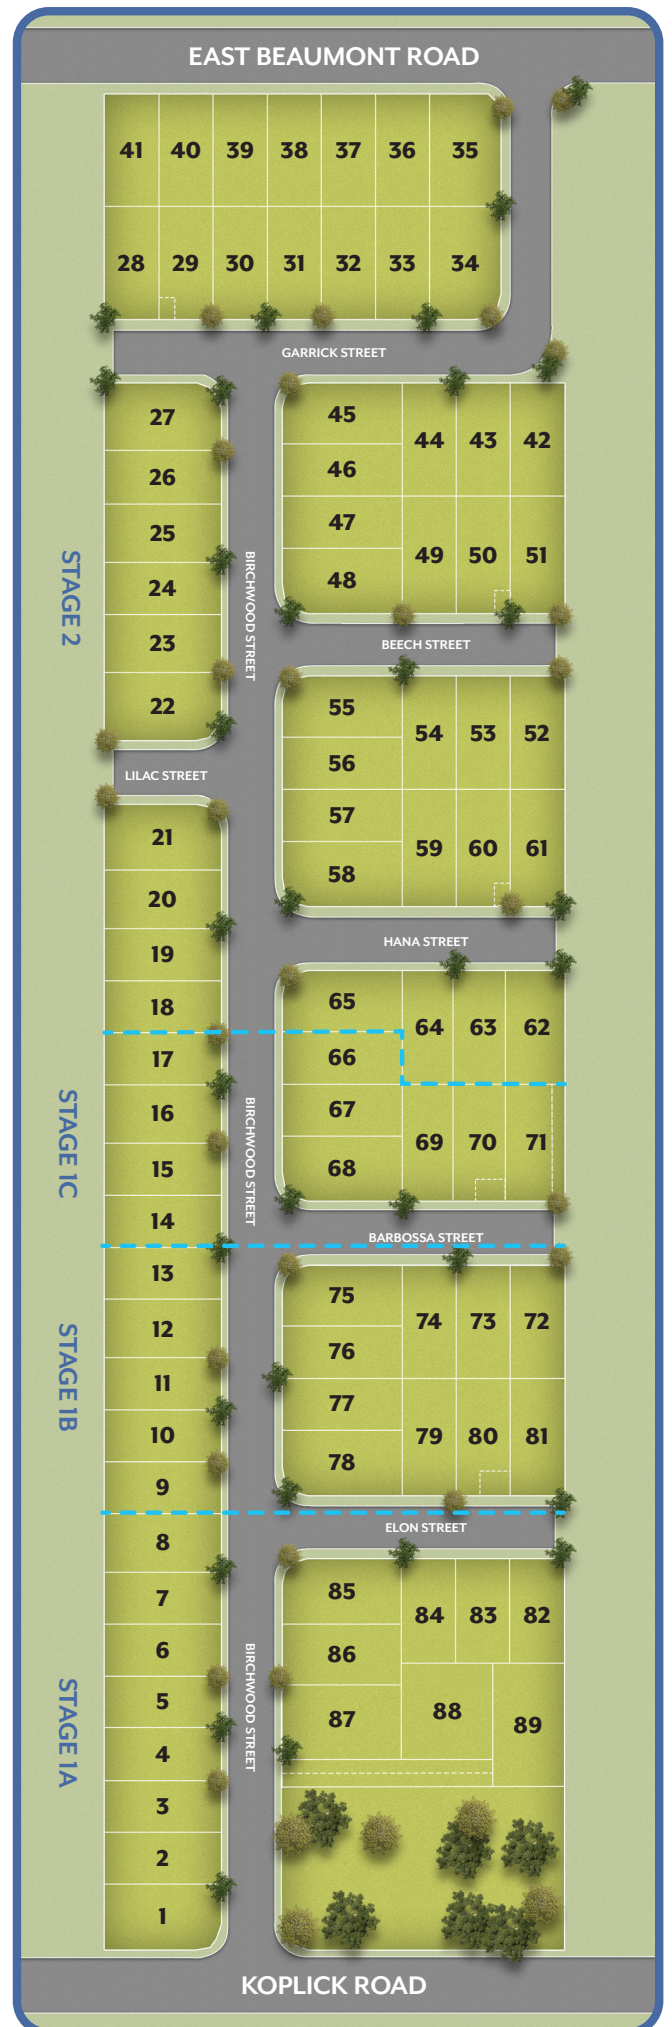 EAST BEAUMONT ROAD
41 40 39 38 37 36 35
28 29 30 31 32 33 34
GARRICK STREET
27
26
25
24
23
22
45
46
47
48
44 43 42
49 50 51
STAGE 2
BIRCHWOOD STREET
BEECH STREET
55
56
57
58
54 53 52
59 60 61
LILAC STREET
21
20
19
18
HANA STREET
65
66
67
68
64 63 62
69 70 71
17
16
15
14
STAGE 1C
BIRCHWOOD STREET
BARBOSSA STREET
13
12
11
10
9
STAGE 1B
75
76
77
78
74 73 72
79 80 81
ELON STREET
8
7
6
5
4
3
2
1
STAGE 1A
BIRCHWOOD STREET
85
86
87
84 83 82
88
89
KOPLICK ROAD